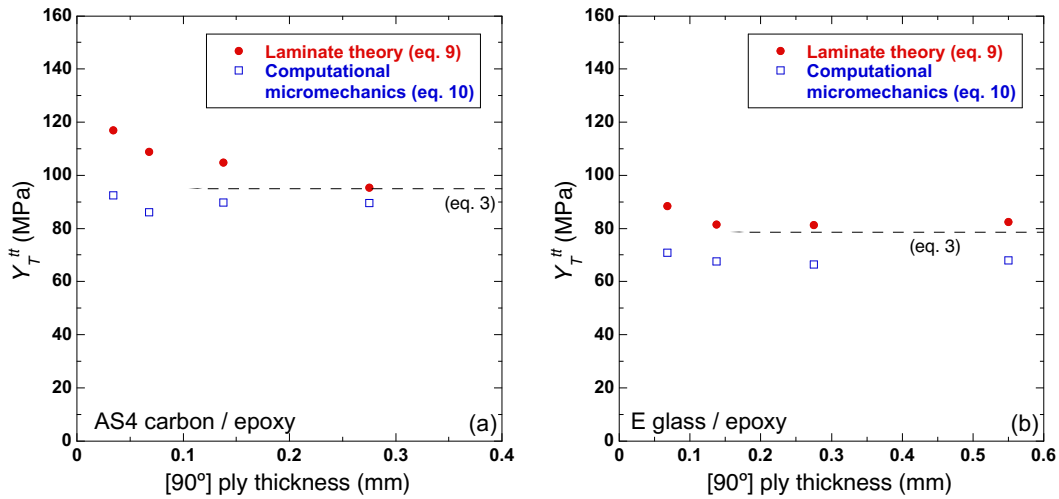 160
140
120
100
80
60
40
20
0
Y_T^tt (MPa)
Laminate theory (eq. 9)
Computational
micromechanics (eq. 10)
(eq. 3)
AS4 carbon / epoxy
(a)
0 0.1 0.2 0.3 0.4
[90º] ply thickness (mm)
160
140
120
100
80
60
40
20
0
Y_T^tt (MPa)
Laminate theory (eq. 9)
Computational
micromechanics (eq. 10)
(eq. 3)
E glass / epoxy
(b)
0 0.1 0.2 0.3 0.4 0.5 0.6
[90º] ply thickness (mm)